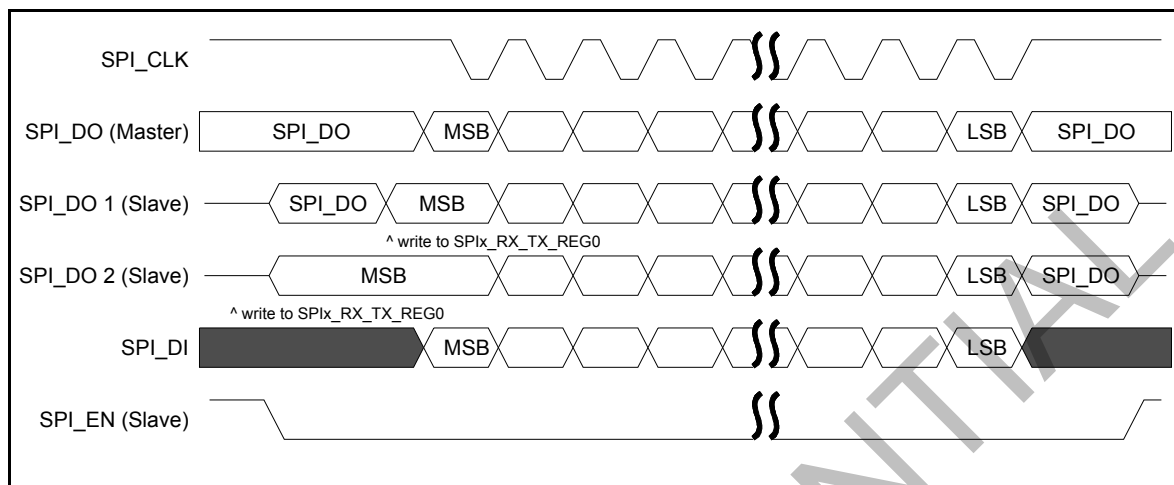 SPI_CLK
SPI_DO (Master) SPI_DO MSB LSB SPI_DO
SPI_DO 1 (Slave) SPI_DO MSB LSB SPI_DO
^ write to SPIx_RX_TX_REG0
SPI_DO 2 (Slave) MSB LSB SPI_DO
^ write to SPIx_RX_TX_REG0
SPI_DI MSB LSB
SPI_EN (Slave)
NTIAL